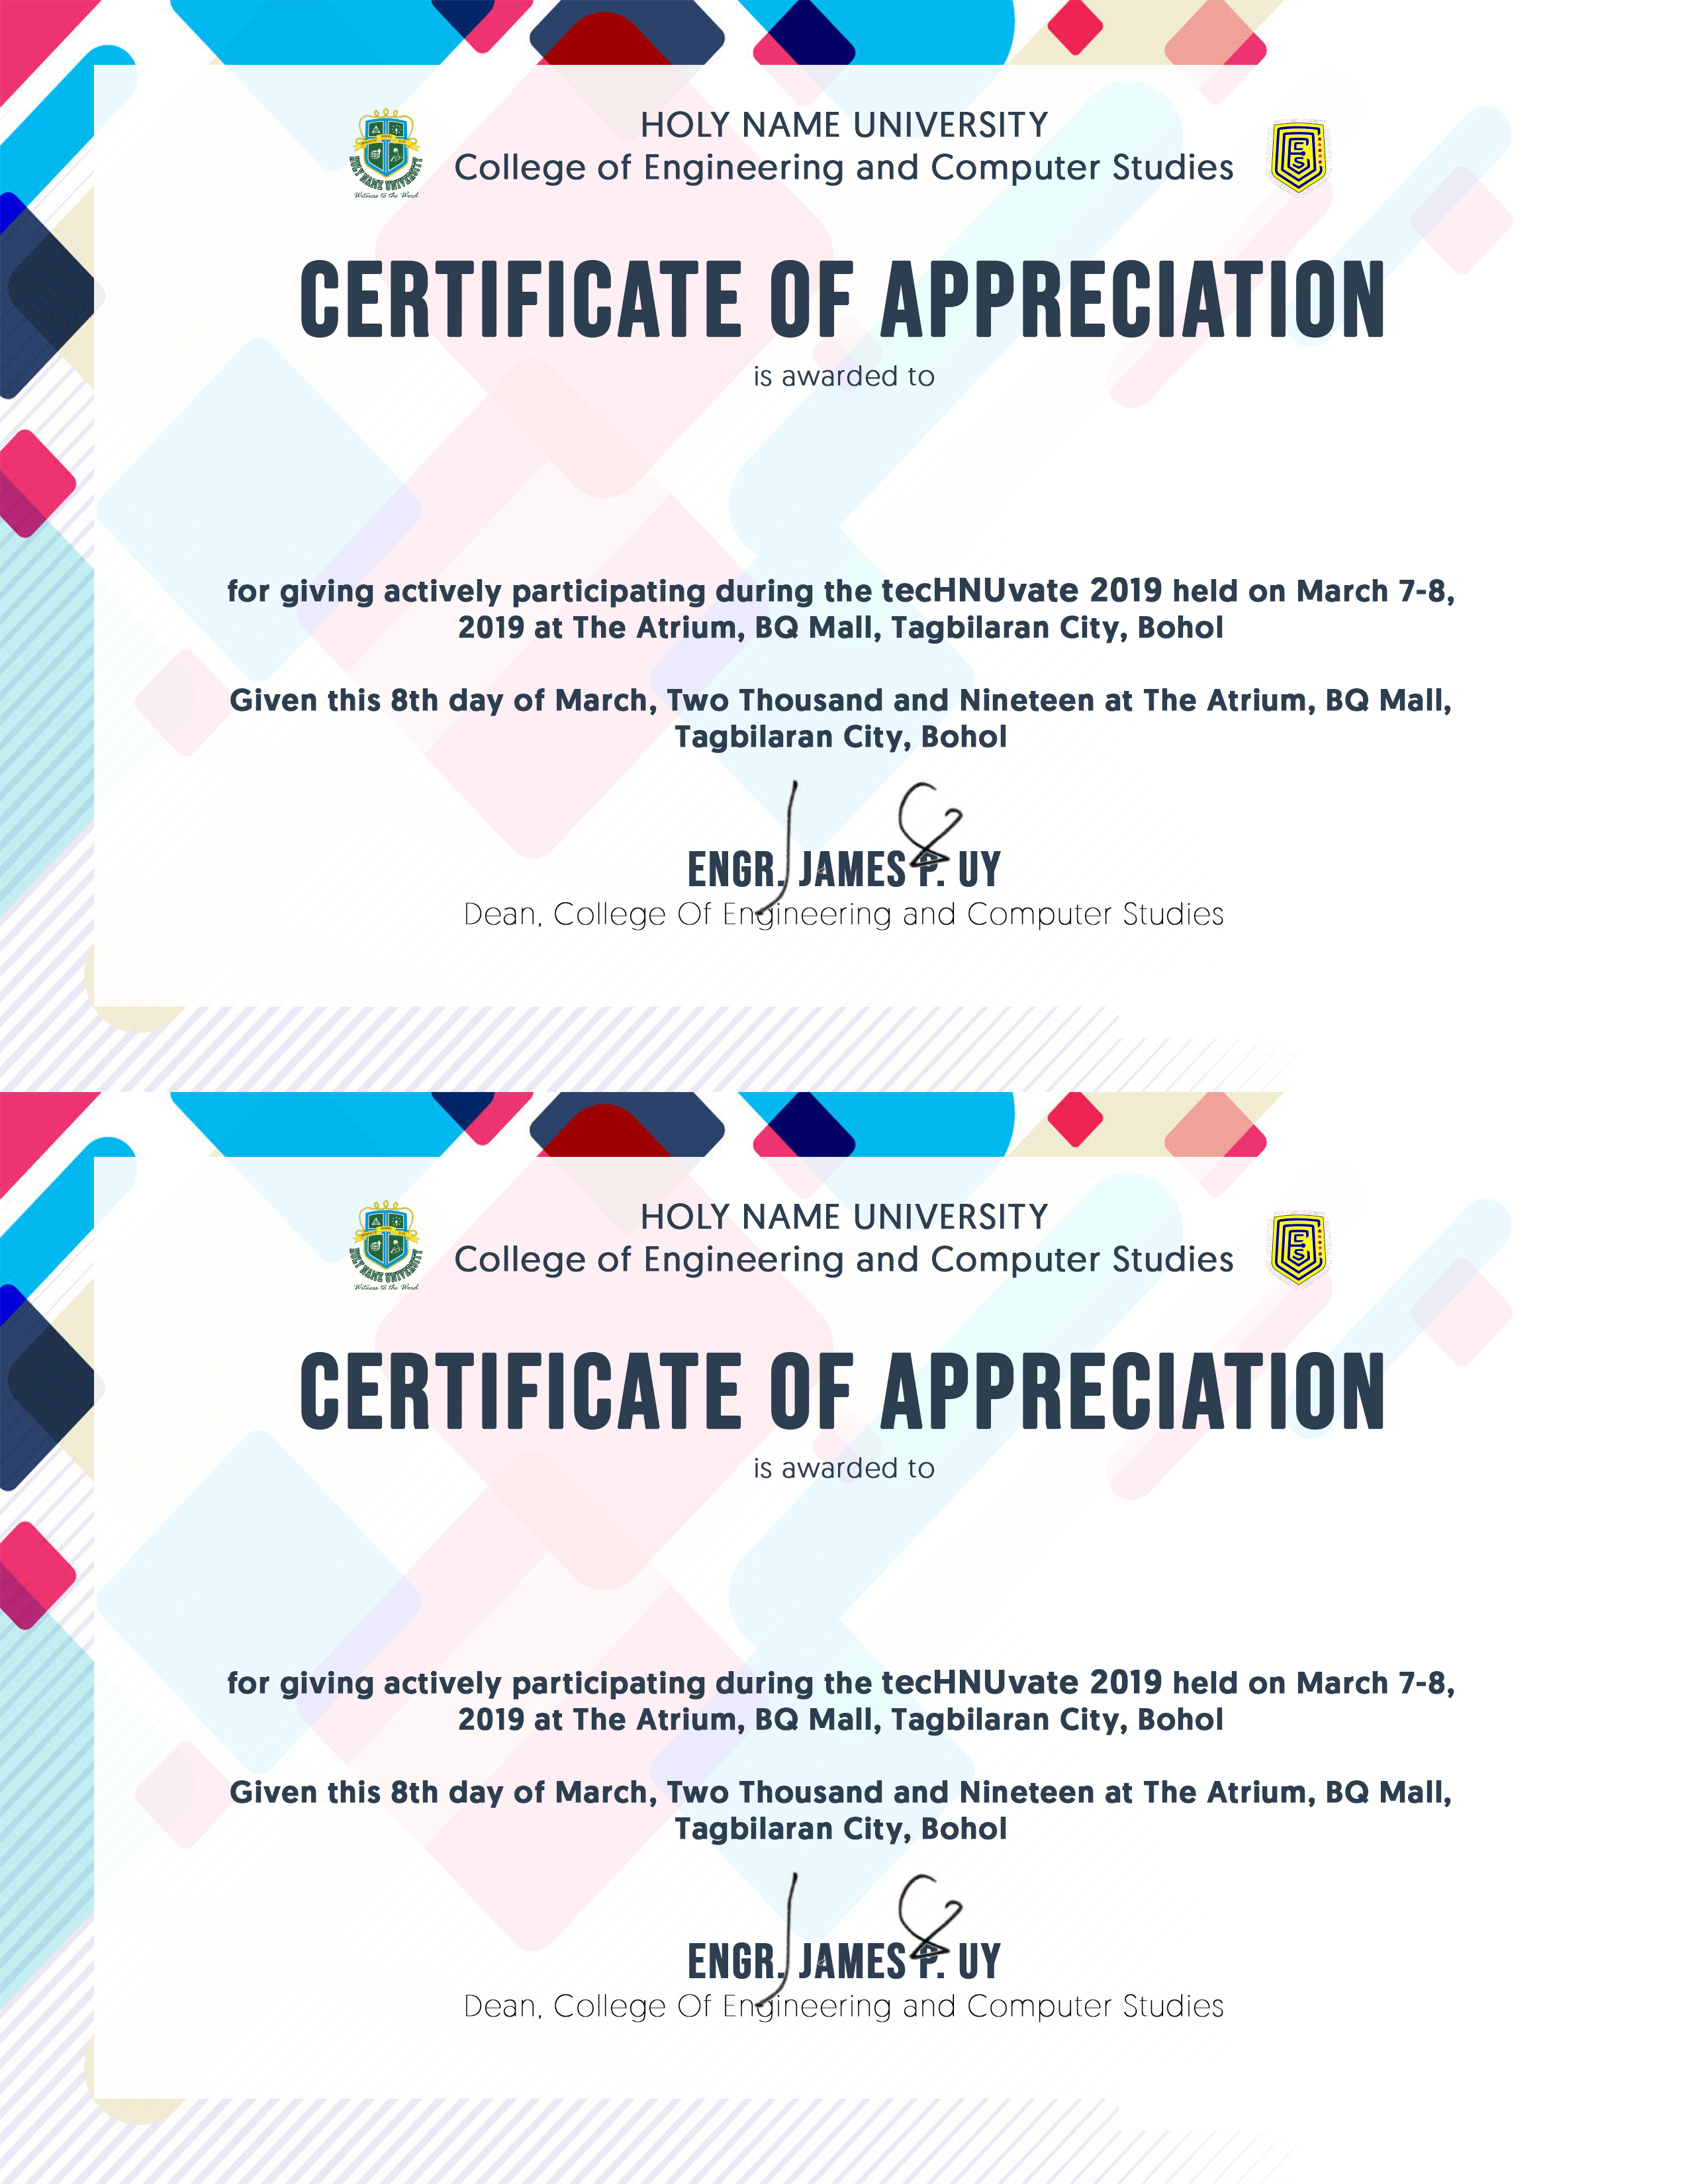 HOLY NAME UNIVERSITY
College of Engineering and Computer Studies
HOLY NAME UNIVERSITY
Witness to the Word
CES
CERTIFICATE OF APPRECIATION
is awarded to
for giving actively participating during the tecHNUvate 2019 held on March 7-8,
2019 at The Atrium, BQ Mall, Tagbilaran City, Bohol
Given this 8th day of March, Two Thousand and Nineteen at The Atrium, BQ Mall,
Tagbilaran City, Bohol
ENGR. JAMES P. UY
Dean, College Of Engineering and Computer Studies
HOLY NAME UNIVERSITY
College of Engineering and Computer Studies
HOLY NAME UNIVERSITY
Witness to the Word
CES
CERTIFICATE OF APPRECIATION
is awarded to
for giving actively participating during the tecHNUvate 2019 held on March 7-8,
2019 at The Atrium, BQ Mall, Tagbilaran City, Bohol
Given this 8th day of March, Two Thousand and Nineteen at The Atrium, BQ Mall,
Tagbilaran City, Bohol
ENGR. JAMES P. UY
Dean, College Of Engineering and Computer Studies